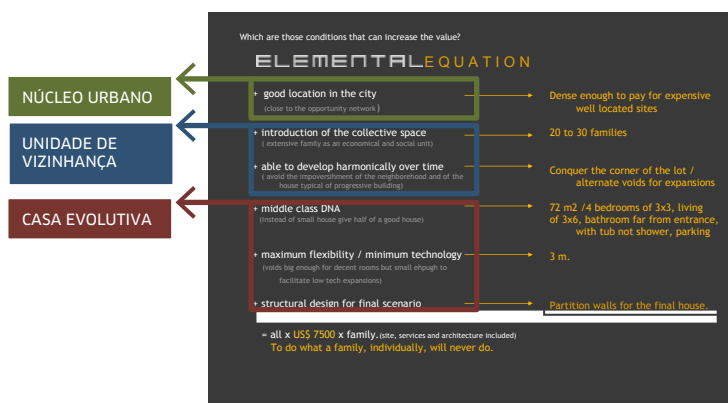 Which are those conditions that can increase the value?
ELEMENTAL EQUATION
NÚCLEO URBANO
+ good location in the city
(close to the opportunity network )
Dense enough to pay for expensive
well located sites
UNIDADE DE
VIZINHANÇA
+ introduction of the collective space
( extensive family as an economical and social unit)
20 to 30 families
+ able to develop harmonically over time
( avoid the impoversihment of the neighborehood and of the
house typical of progressive building)
Conquer the corner of the lot /
alternate voids for expansions
CASA EVOLUTIVA
+ middle class DNA
(instead of small house give half of a good house)
72 m2 /4 bedrooms of 3x3, living
of 3x6, bathroom far from entrance,
with tub not shower, parking
+ maximum flexibility / minimum technology
(voids big enough for decent rooms but small ehpugh to
facilitate low tech expansions)
3 m.
+ structural design for final scenario
Partition walls for the final house.
= all x US$ 7500 x family. (site, services and architecture included)
To do what a family, individually, will never do.